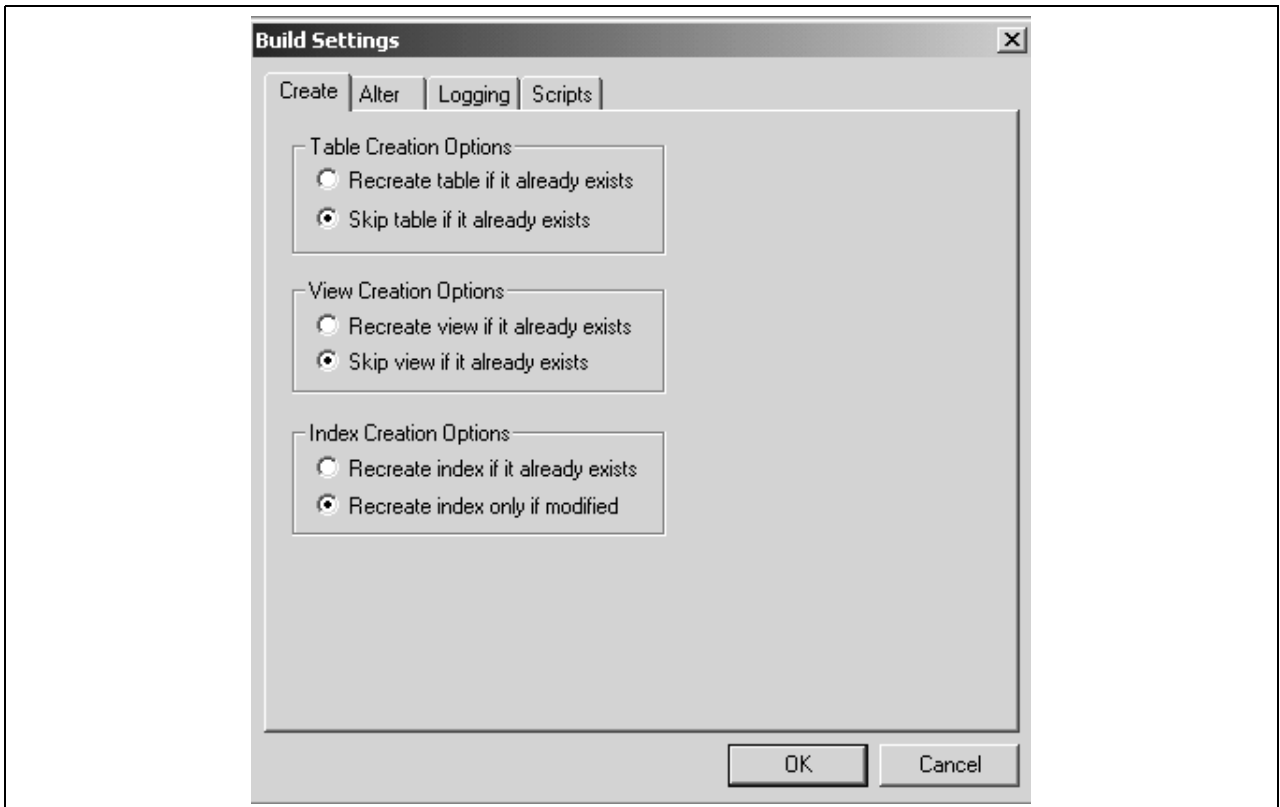 Build Settings
Create Alter Logging Scripts
Table Creation Options
Recreate table if it already exists
Skip table if it already exists
View Creation Options
Recreate view if it already exists
Skip view if it already exists
Index Creation Options
Recreate index if it already exists
Recreate index only if modified
OK Cancel